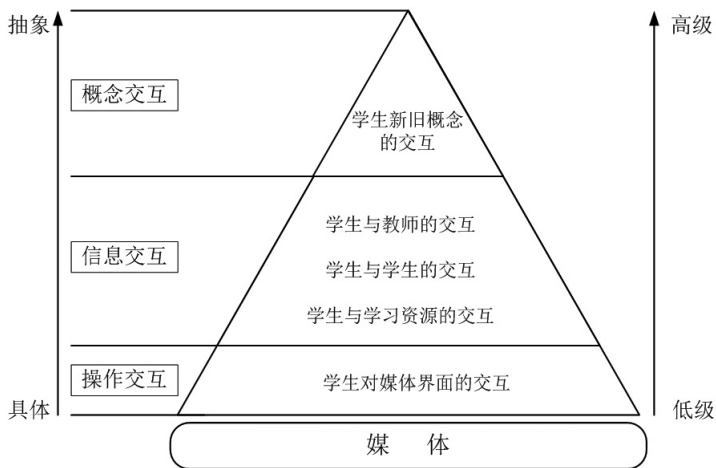 抽象
高级
概念交互
学生新旧概念
的交互
学生与教师的交互
信息交互
学生与学生的交互
学生与学习资源的交互
操作交互
学生对媒体界面的交互
具体
低级
媒 体